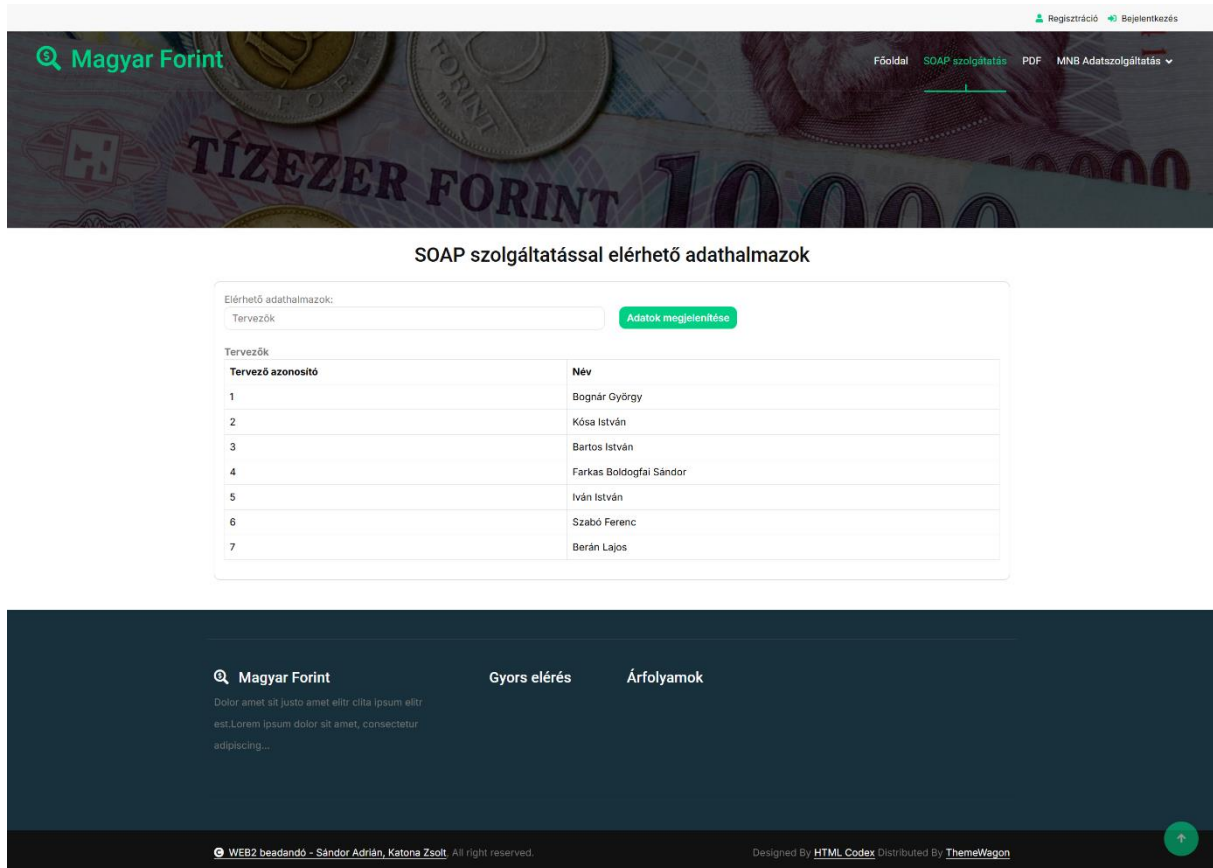 Regisztráció Bejelentkezés
Magyar Forint
Főoldal SOAP szolgátatás PDF MNB Adatszolgáltatás
FORINT
TÍZEZER FORINT 10000 10000
SOAP szolgáltatással elérhető adathalmazok
Elérhető adathalmazok:
Tervezők Adatok megjelenítése
Tervezők
Tervező azonosító Név
1 Bognár György
2 Kósa István
3 Bartos István
4 Farkas Boldogfai Sándor
5 Iván István
6 Szabó Ferenc
7 Berán Lajos
Magyar Forint Gyors elérés Árfolyamok
Dolor amet sit justo amet elitr clita ipsum elitr
est.Lorem ipsum dolor sit amet, consectetur
adipiscing...
WEB2 beadandó - Sándor Adrián, Katona Zsolt, All right reserved. Designed By HTML Codex Distributed By ThemeWagon